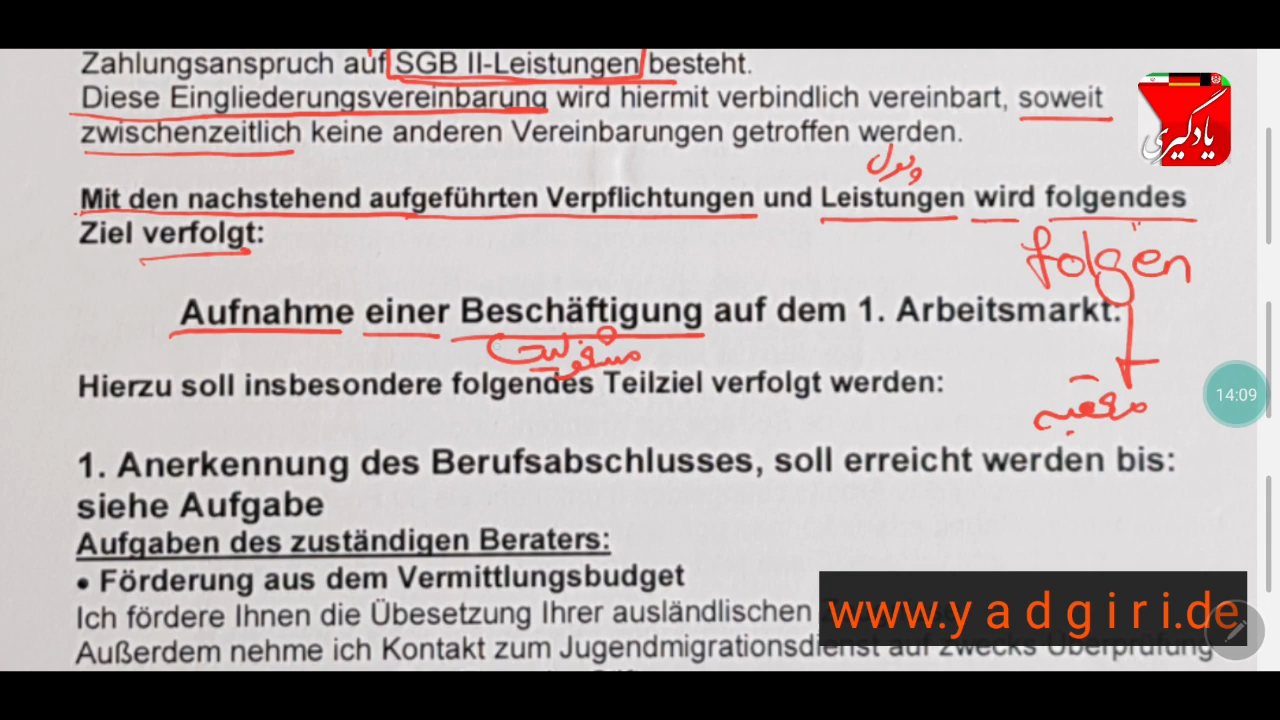 Zahlungsanspruch auf SGB II-Leistungen besteht.
Diese Eingliederungsvereinbarung wird hiermit verbindlich vereinbart, soweit
zwischenzeitlich keine anderen Vereinbarungen getroffen werden.
یادگیری
Mit den nachstehend aufgeführten Verpflichtungen und Leistungen wird folgendes
Ziel verfolgt:
folgen
Aufnahme einer Beschäftigung auf dem 1. Arbeitsmarkt.
Hierzu soll insbesondere folgendes Teilziel verfolgt werden:
14:09
1. Anerkennung des Berufsabschlusses, soll erreicht werden bis:
siehe Aufgabe
Aufgaben des zuständigen Beraters:
• Förderung aus dem Vermittlungsbudget
Ich fördere Ihnen die Übesetzung Ihrer ausländischen
www.yadgiri.de
Außerdem nehme ich Kontakt zum Jugendmigrationsdienst auf zwecks Überprüfung